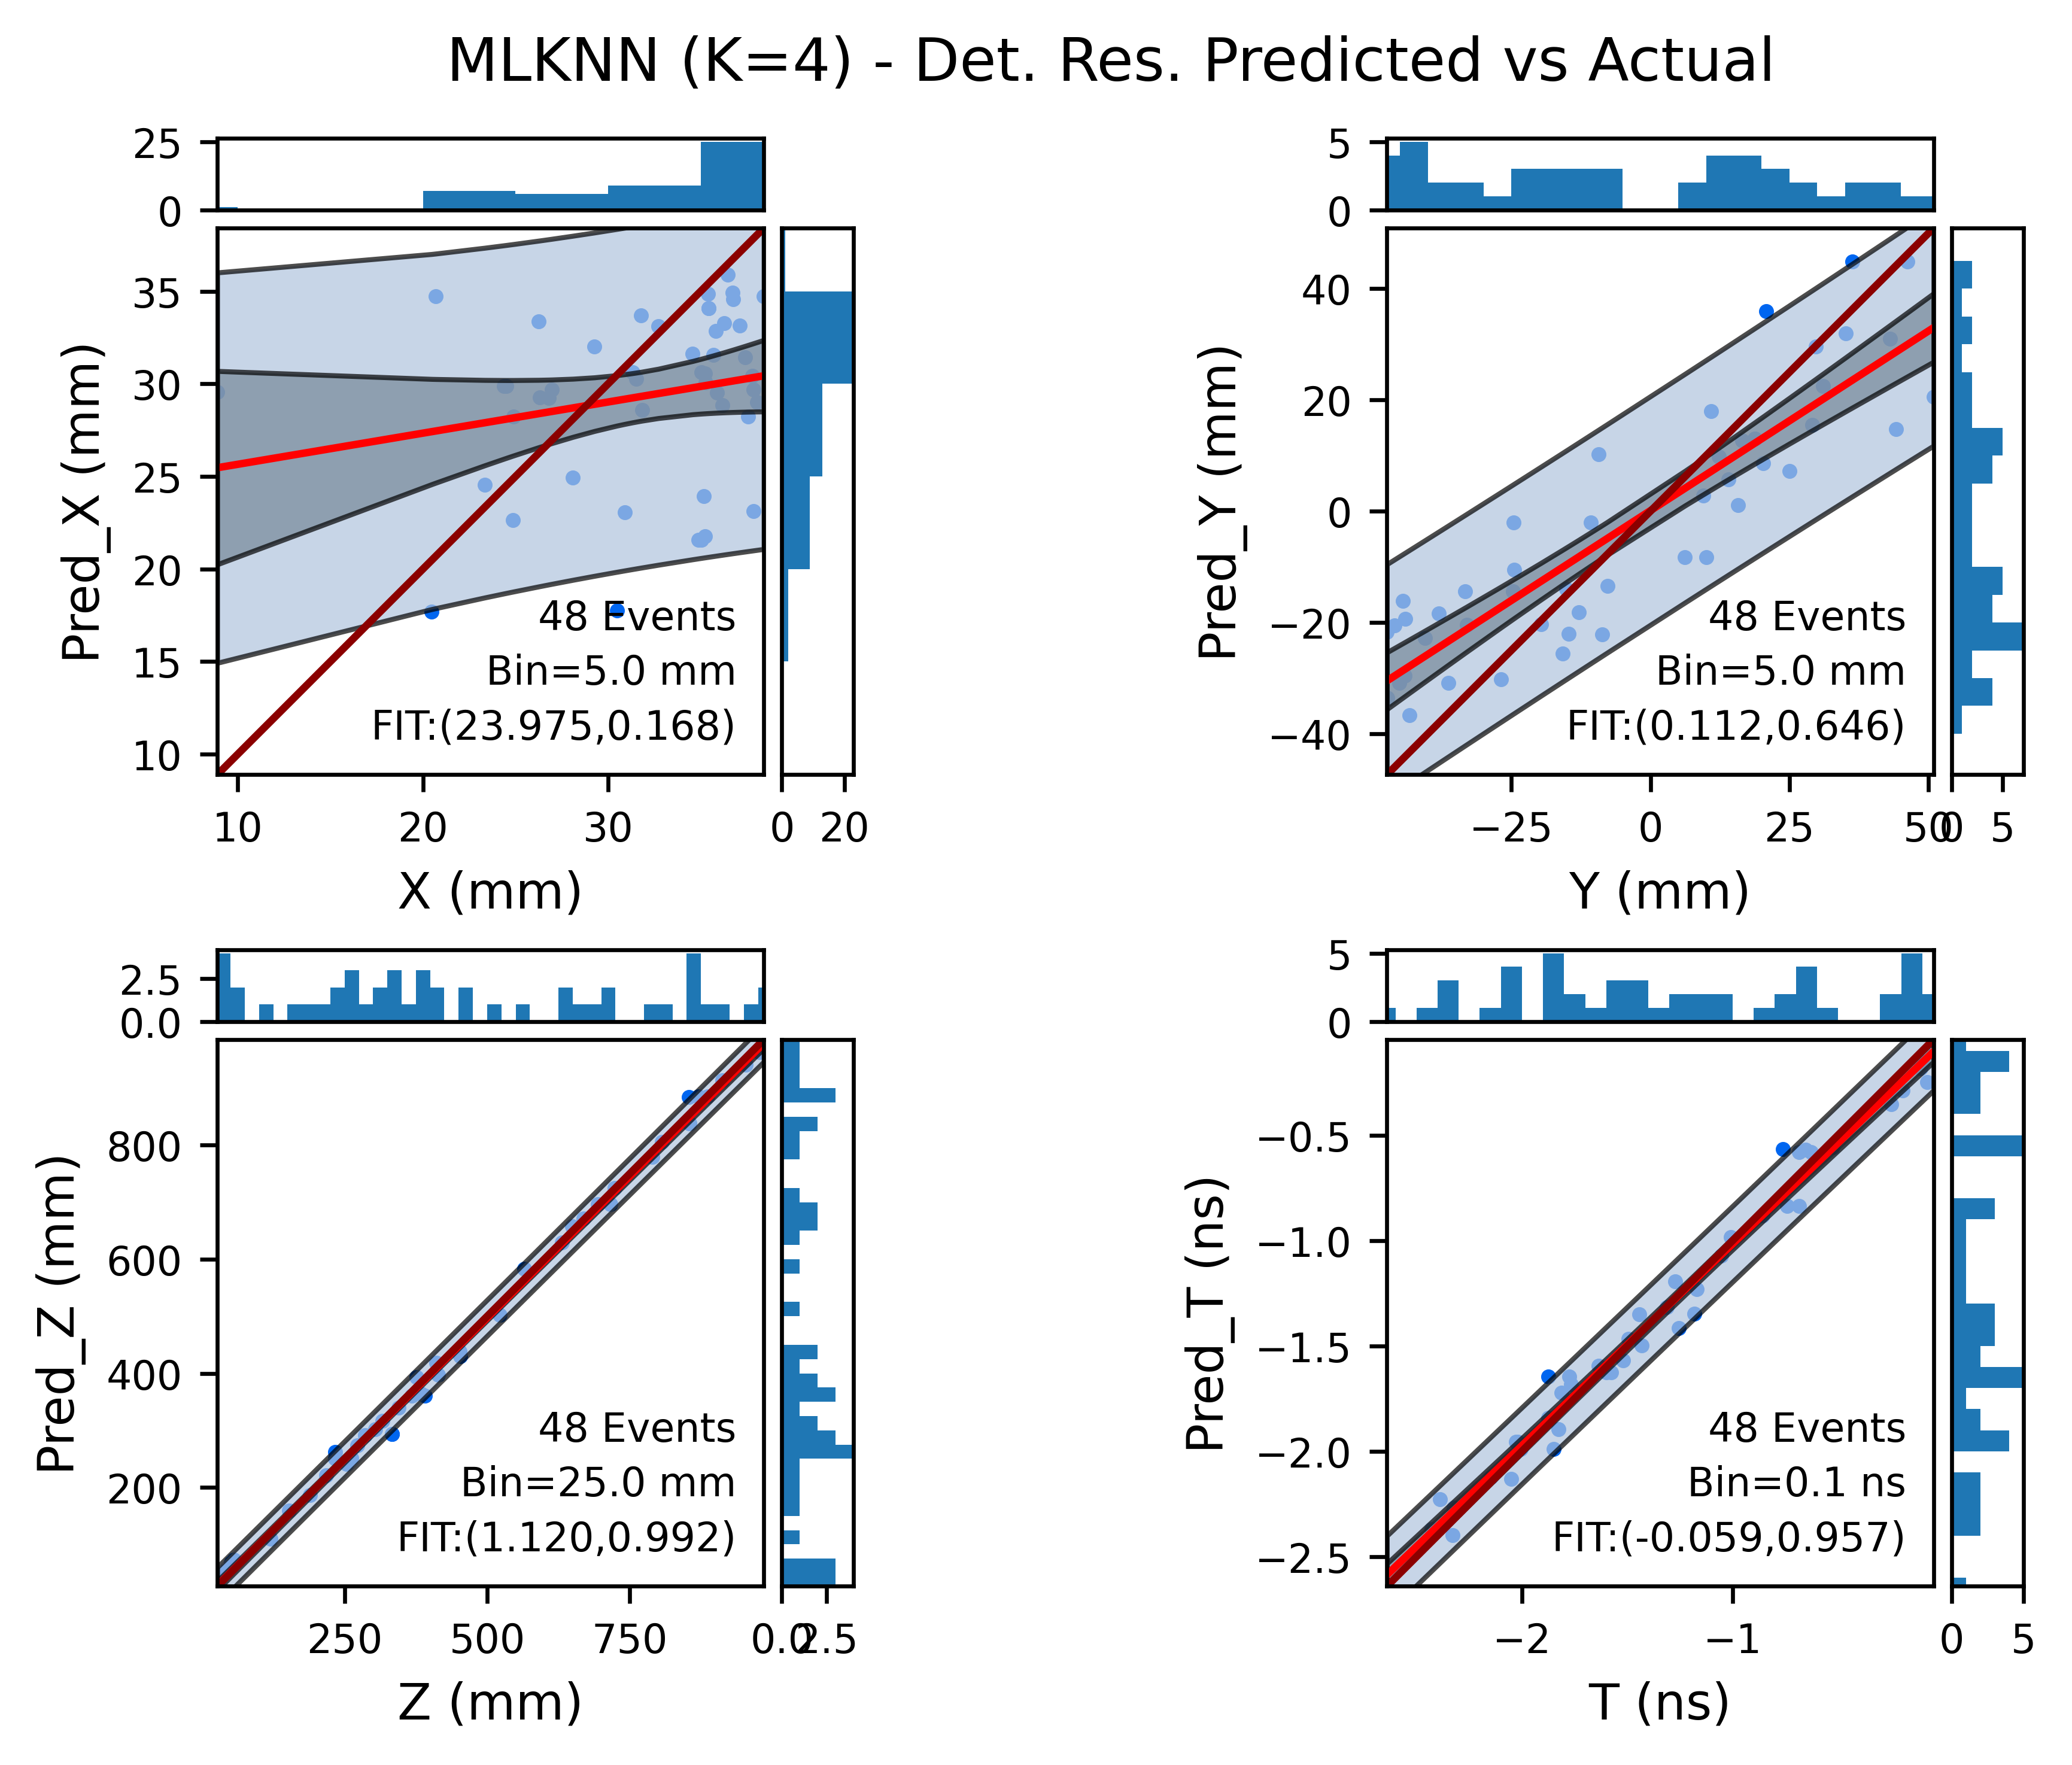 MLKNN (K=4) - Det. Res. Predicted vs Actual
25
0
35
30
25
20
15
10
Pred_X (mm)
48 Events
Bin=5.0 mm
FIT:(23.975,0.168)
10 20 30 0 20
X (mm)
5
0
40
20
0
−20
−40
Pred_Y (mm)
48 Events
Bin=5.0 mm
FIT:(0.112,0.646)
−25 0 25 50 0 5
Y (mm)
2.5
0.0
800
600
400
200
Pred_Z (mm)
48 Events
Bin=25.0 mm
FIT:(1.120,0.992)
250 500 750 0.0 2.5
Z (mm)
5
0
−0.5
−1.0
−1.5
−2.0
−2.5
Pred_T (ns)
48 Events
Bin=0.1 ns
FIT:(-0.059,0.957)
−2 −1 0 5
T (ns)